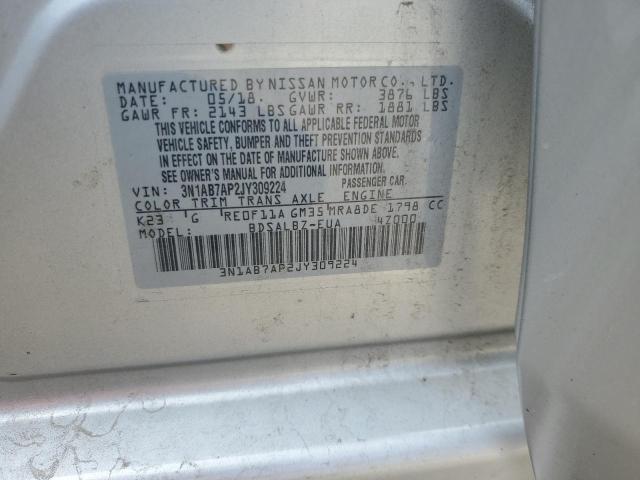 MANUFACTURED BY NISSAN MOTOR CO., LTD.
DATE: 05/18. GVWR: 3876 LBS
GAWR FR: 2143 LBS GAWR RR: 1881 LBS
THIS VEHICLE CONFORMS TO ALL APPLICABLE FEDERAL MOTOR
VEHICLE SAFETY, BUMPER AND THEFT PREVENTION STANDARDS
IN EFFECT ON THE DATE OF MANUFACTURE SHOWN ABOVE.
SEE OWNER'S MANUAL FOR ADDITIONAL INFORMATION.
VIN: 3N1AB7AP2JY309224 PASSENGER CAR.
COLOR TRIM TRANS AXLE ENGINE
K23 G RE0F11A GM35 MRA8DE 1798 CC
MODEL: BDSALBZ-EUA 4Z000
3N1AB7AP2JY309224